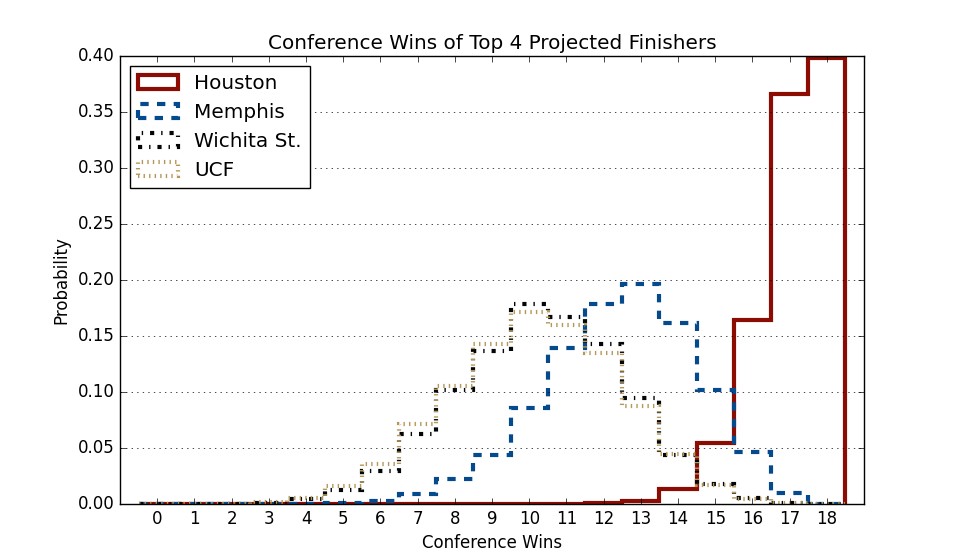 Conference Wins of Top 4 Projected Finishers
Houston
Memphis
Wichita St.
UCF
Probability
0.40
0.35
0.30
0.25
0.20
0.15
0.10
0.05
0.00
0 1 2 3 4 5 6 7 8 9 10 11 12 13 14 15 16 17 18
Conference Wins